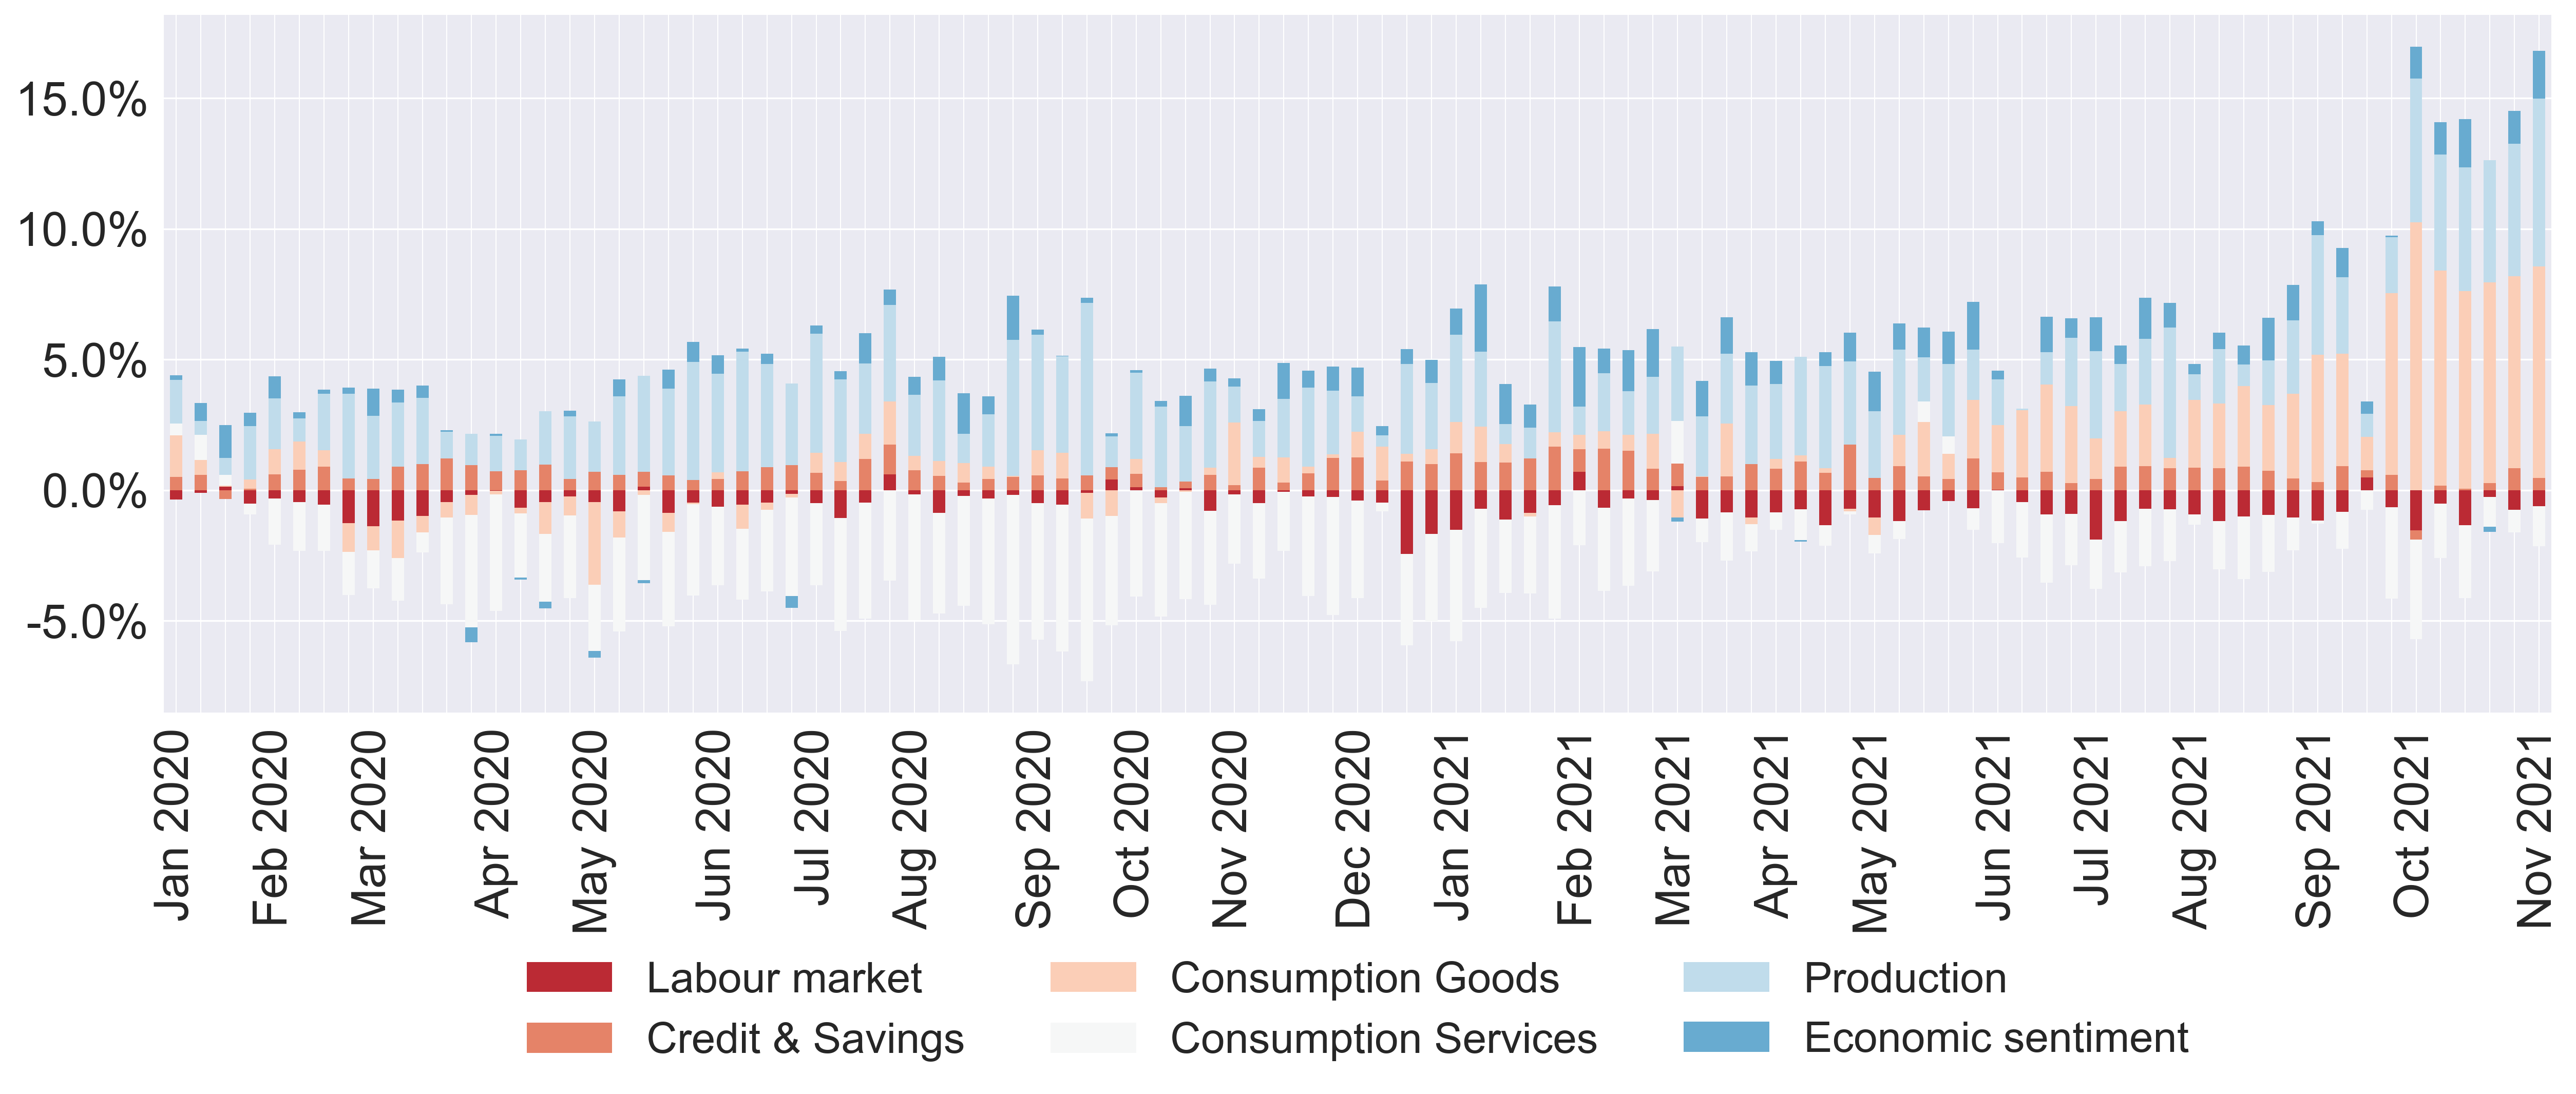 15.0%
10.0%
5.0%
0.0%
-5.0%
Jan 2020
Feb 2020
Mar 2020
Apr 2020
May 2020
Jun 2020
Jul 2020
Aug 2020
Sep 2020
Oct 2020
Nov 2020
Dec 2020
Jan 2021
Feb 2021
Mar 2021
Apr 2021
May 2021
Jun 2021
Jul 2021
Aug 2021
Sep 2021
Oct 2021
Nov 2021
Labour market
Credit & Savings
Consumption Goods
Consumption Services
Production
Economic sentiment